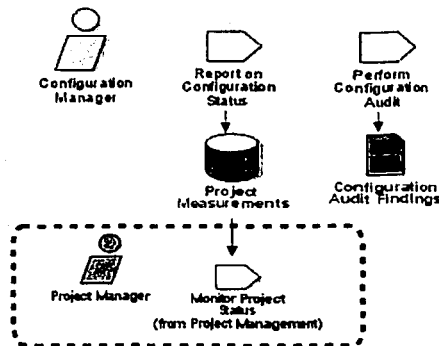 Configuration
Manager
Report on
Configuration
Status
Perform
Configuration
Audit
Project
Measurements
Configuration
Audit Findings
Project Manager
Monitor Project
Status
(from Project Management)